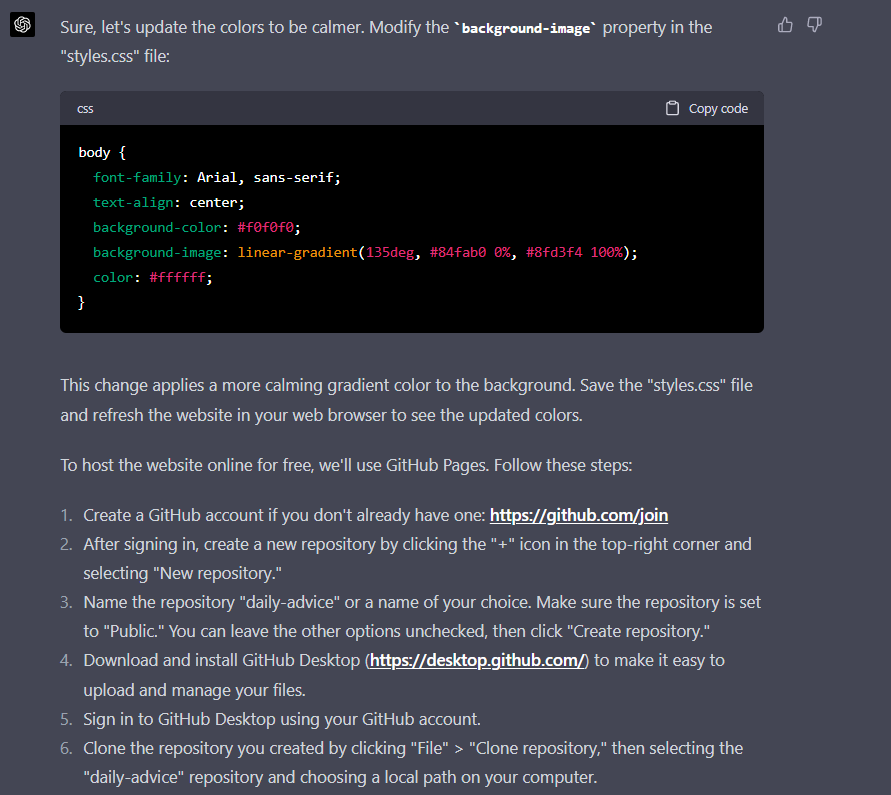 Sure, let's update the colors to be calmer. Modify the `background-image` property in the
"styles.css" file:
css
Copy code
body {
  font-family: Arial, sans-serif;
  text-align: center;
  background-color: #f0f0f0;
  background-image: linear-gradient(135deg, #84fab0 0%, #8fd3f4 100%);
  color: #ffffff;
}
This change applies a more calming gradient color to the background. Save the "styles.css" file
and refresh the website in your web browser to see the updated colors.
To host the website online for free, we'll use GitHub Pages. Follow these steps:
1. Create a GitHub account if you don't already have one: https://github.com/join
2. After signing in, create a new repository by clicking the "+" icon in the top-right corner and
selecting "New repository."
3. Name the repository "daily-advice" or a name of your choice. Make sure the repository is set
to "Public." You can leave the other options unchecked, then click "Create repository."
4. Download and install GitHub Desktop (https://desktop.github.com/) to make it easy to
upload and manage your files.
5. Sign in to GitHub Desktop using your GitHub account.
6. Clone the repository you created by clicking "File" > "Clone repository," then selecting the
"daily-advice" repository and choosing a local path on your computer.